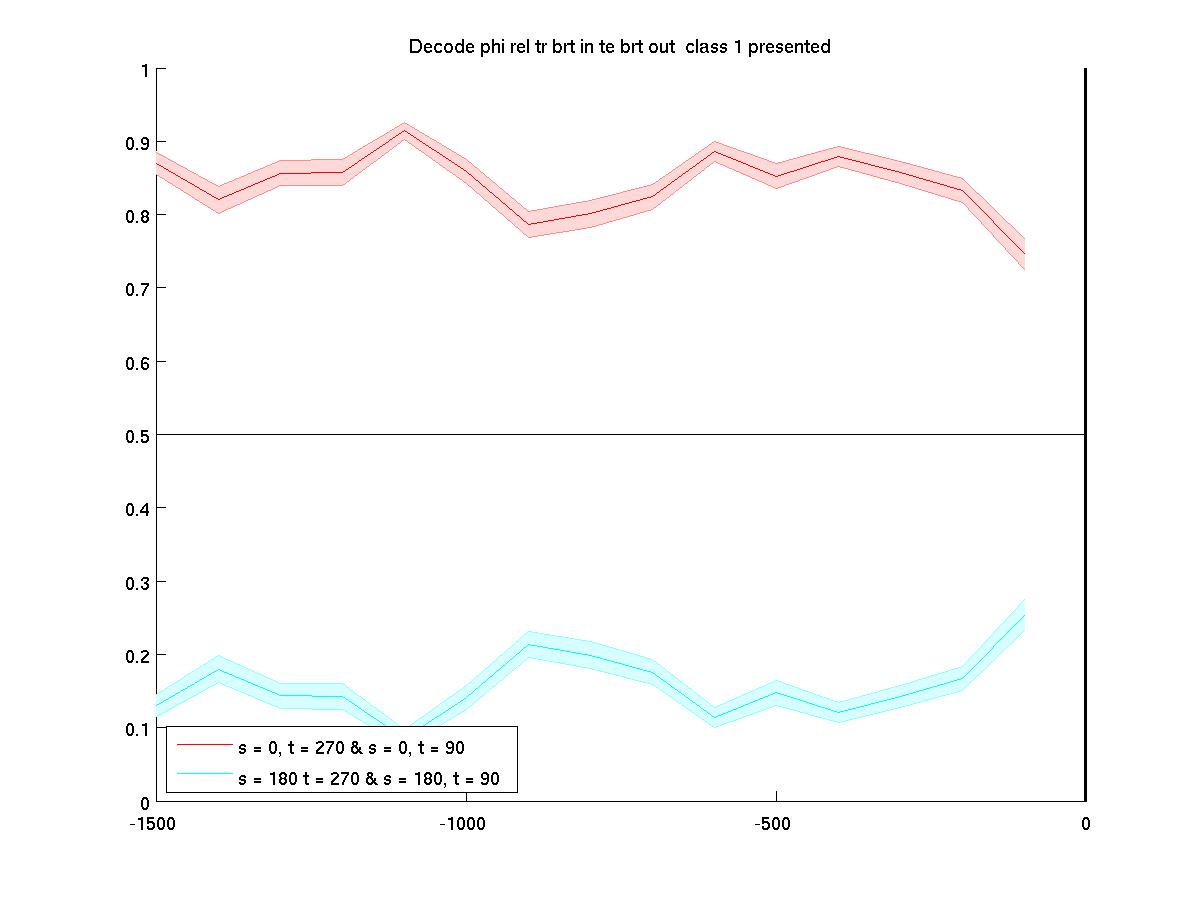 Decode phi rel tr brt in te brt out  class 1 presented
1
0.9
0.8
0.7
0.6
0.5
0.4
0.3
0.2
0.1
0
s = 0, t = 270 & s = 0, t = 90
s = 180 t = 270 & s = 180, t = 90
-1500 -1000 -500 0